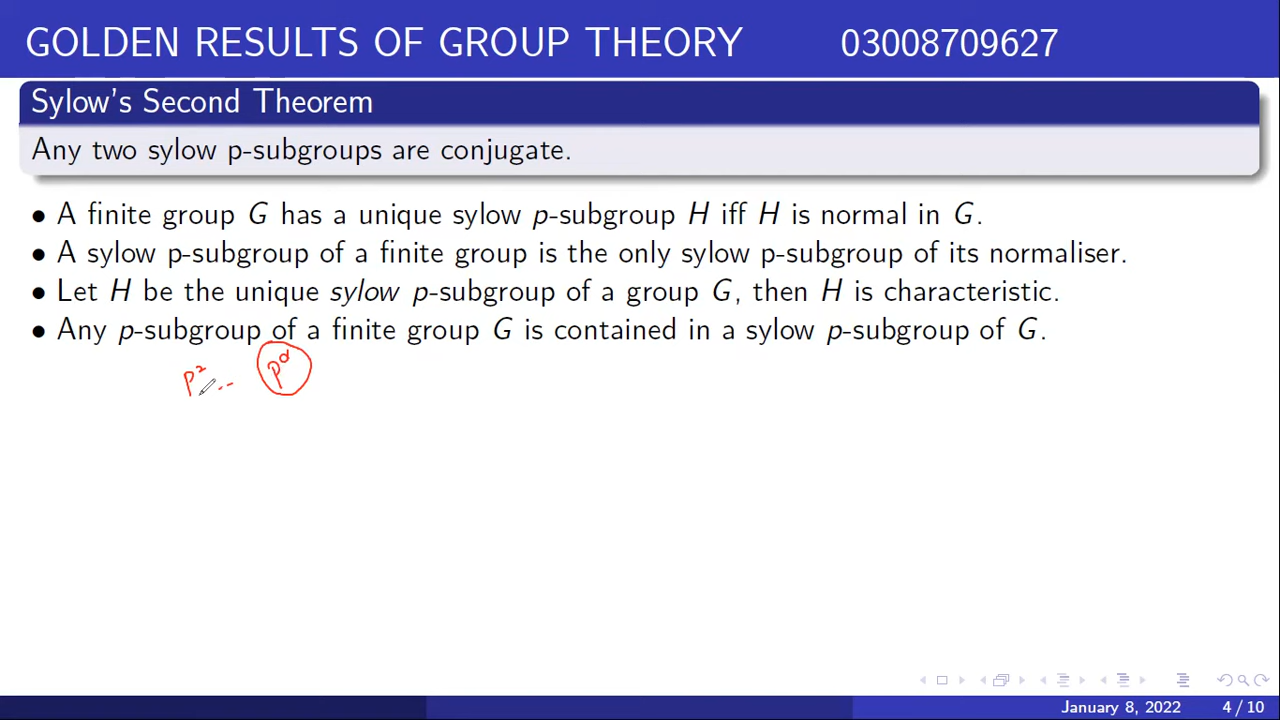 GOLDEN RESULTS OF GROUP THEORY 03008709627
Sylow's Second Theorem
Any two sylow p-subgroups are conjugate.
• A finite group G has a unique sylow p-subgroup H iff H is normal in G.
• A sylow p-subgroup of a finite group is the only sylow p-subgroup of its normaliser.
• Let H be the unique sylow p-subgroup of a group G, then H is characteristic.
• Any p-subgroup of a finite group G is contained in a sylow p-subgroup of G.
p² ... p^α
January 8, 2022 4 / 10